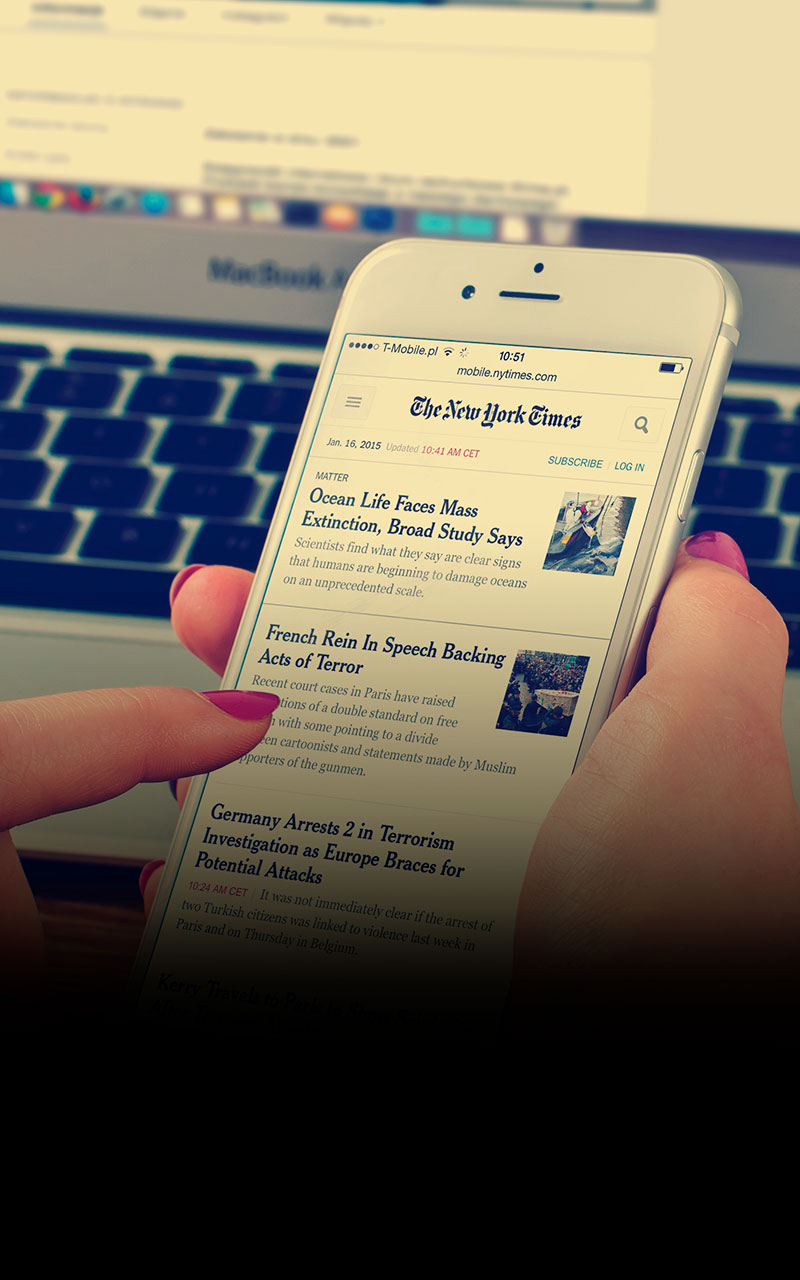 MacBook A
T-Mobile.pl 10:51
mobile.nytimes.com
The New York Times
Jan. 16, 2015 Updated 10:41 AM CET
SUBSCRIBE LOG IN
MATTER
Ocean Life Faces Mass
Extinction, Broad Study Says
Scientists find what they say are clear signs
that humans are beginning to damage oceans
on an unprecedented scale.
French Rein In Speech Backing
Acts of Terror
Recent court cases in Paris have raised
tions of a double standard on free
with some pointing to a divide
een cartoonists and statements made by Muslim
pporters of the gunmen.
Germany Arrests 2 in Terrorism
Investigation as Europe Braces for
Potential Attacks
10:24 AM CET It was not immediately clear if the arrest of
two Turkish citizens was linked to violence last week in
Paris and on Thursday in Belgium.
Kerry Travels to Paris to Show